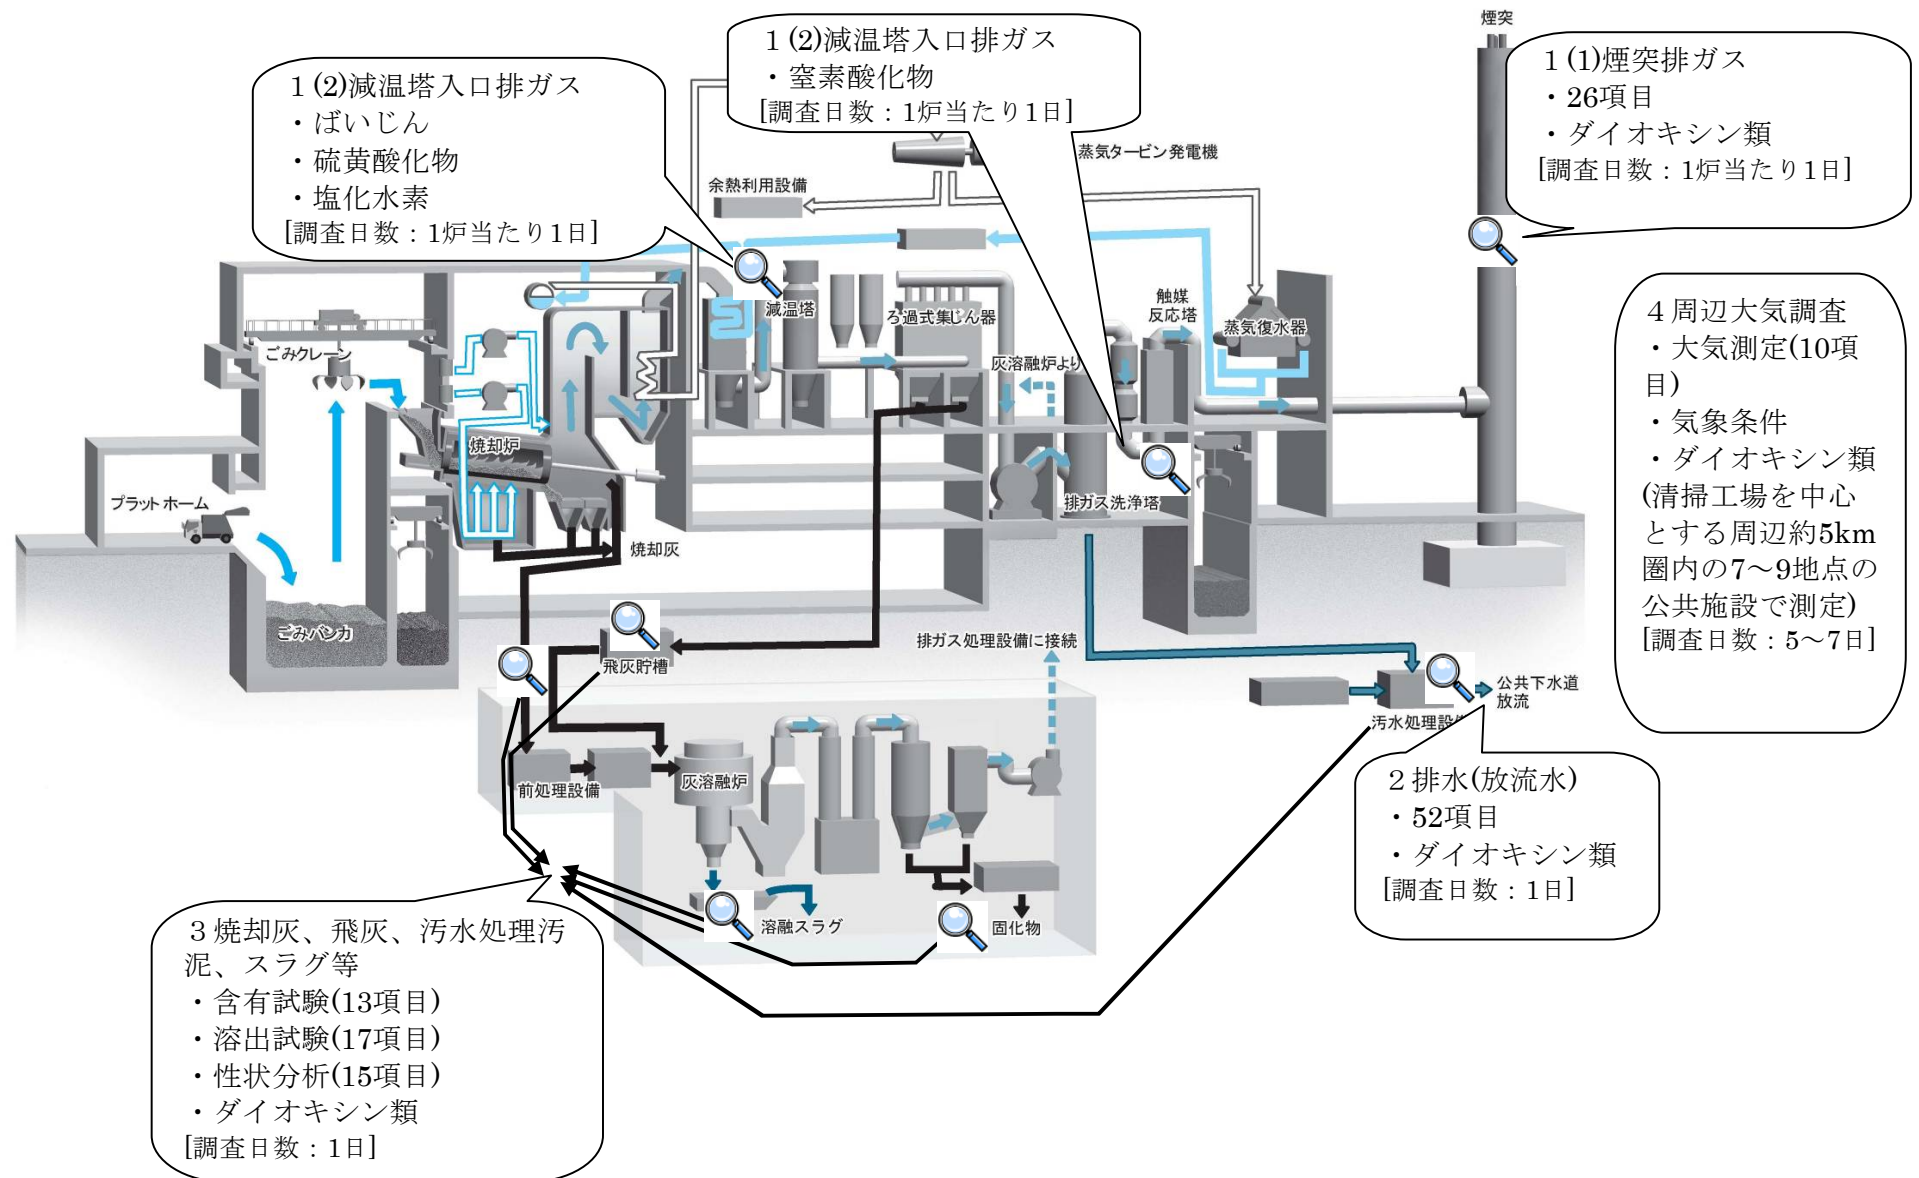 煙突
１(2)減温塔入口排ガス
・ばいじん
・硫黄酸化物
・塩化水素
[調査日数：1炉当たり1日]
１(2)減温塔入口排ガス
・窒素酸化物
[調査日数：1炉当たり1日]
１(1)煙突排ガス
・26項目
・ダイオキシン類
[調査日数：1炉当たり1日]
蒸気タービン発電機
余熱利用設備
減温塔
ろ過式集じん器
触媒
反応塔
蒸気復水器
ごみクレーン
灰溶融炉より
焼却炉
プラットホーム
排ガス洗浄塔
焼却灰
ごみバンカ
飛灰貯槽
排ガス処理設備に接続
公共下水道
放流
汚水処理設備
前処理設備
灰溶融炉
溶融スラグ
固化物
４周辺大気調査
・大気測定(10項
目)
・気象条件
・ダイオキシン類
(清掃工場を中心
とする周辺約5km
圏内の7～9地点の
公共施設で測定)
[調査日数：5～7日]
２排水(放流水)
・52項目
・ダイオキシン類
[調査日数：1日]
３焼却灰、飛灰、汚水処理汚
泥、スラグ等
・含有試験(13項目)
・溶出試験(17項目)
・性状分析(15項目)
・ダイオキシン類
[調査日数：1日]